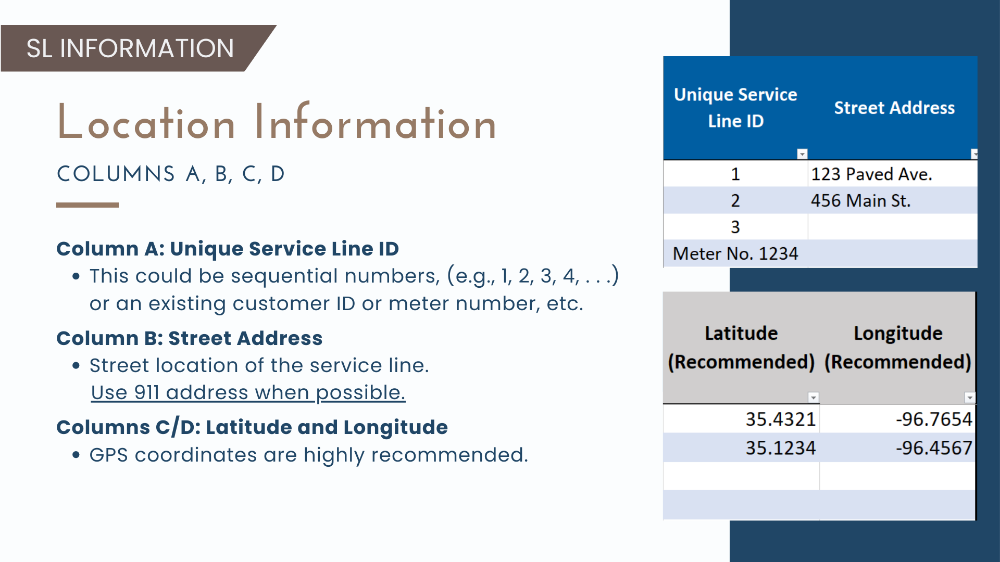 SL INFORMATION
Location Information
COLUMNS A, B, C, D
Column A: Unique Service Line ID
• This could be sequential numbers, (e.g., 1, 2, 3, 4, . . .)
or an existing customer ID or meter number, etc.
Column B: Street Address
• Street location of the service line.
Use 911 address when possible.
Columns C/D: Latitude and Longitude
• GPS coordinates are highly recommended.
Unique Service
Line ID
Street Address
1 123 Paved Ave.
2 456 Main St.
3
Meter No. 1234
Latitude
(Recommended)
Longitude
(Recommended)
35.4321 -96.7654
35.1234 -96.4567